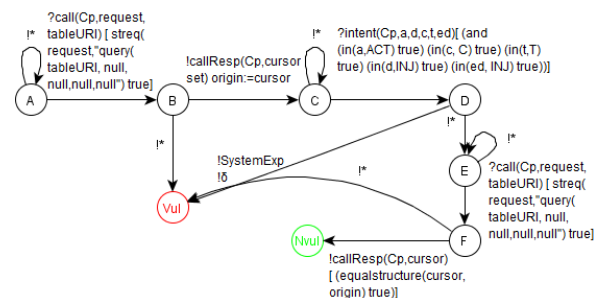 ?call(Cp,request,
tableURI) [ streq(
request,"query(
tableURI, null,
null,null,null") true]
!*
A
B
!callResp(Cp,cursor
set) origin:=cursor
!*
C
?intent(Cp,a,d,c,t,ed)[ (and
(in(a,ACT) true) (in(c, C) true) (in(t,T)
true) (in(d,INJ) true) (in(ed, INJ) true))]
D
!*
!SystemExp
!δ
!*
!*
E
?call(Cp,request,
tableURI) [ streq(
request,"query(
tableURI, null,
null,null,null") true]
Vul
Nvul
F
!callResp(Cp,cursor)
[ (equalstructure(cursor,
origin) true)]